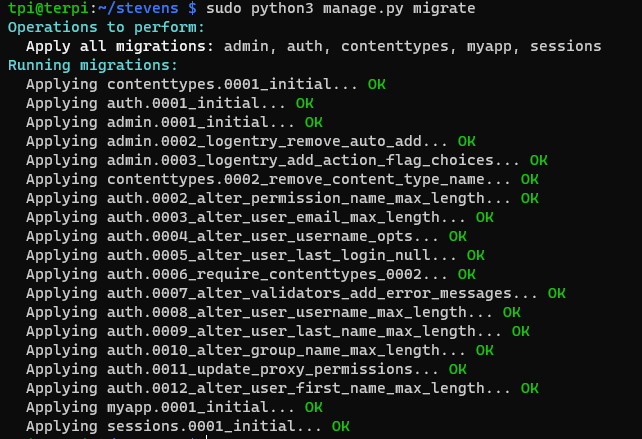 tpi@terpi:~/stevens $ sudo python3 manage.py migrate
Operations to perform:
  Apply all migrations: admin, auth, contenttypes, myapp, sessions
Running migrations:
  Applying contenttypes.0001_initial... OK
  Applying auth.0001_initial... OK
  Applying admin.0001_initial... OK
  Applying admin.0002_logentry_remove_auto_add... OK
  Applying admin.0003_logentry_add_action_flag_choices... OK
  Applying contenttypes.0002_remove_content_type_name... OK
  Applying auth.0002_alter_permission_name_max_length... OK
  Applying auth.0003_alter_user_email_max_length... OK
  Applying auth.0004_alter_user_username_opts... OK
  Applying auth.0005_alter_user_last_login_null... OK
  Applying auth.0006_require_contenttypes_0002... OK
  Applying auth.0007_alter_validators_add_error_messages... OK
  Applying auth.0008_alter_user_username_max_length... OK
  Applying auth.0009_alter_user_last_name_max_length... OK
  Applying auth.0010_alter_group_name_max_length... OK
  Applying auth.0011_update_proxy_permissions... OK
  Applying auth.0012_alter_user_first_name_max_length... OK
  Applying myapp.0001_initial... OK
  Applying sessions.0001_initial... OK